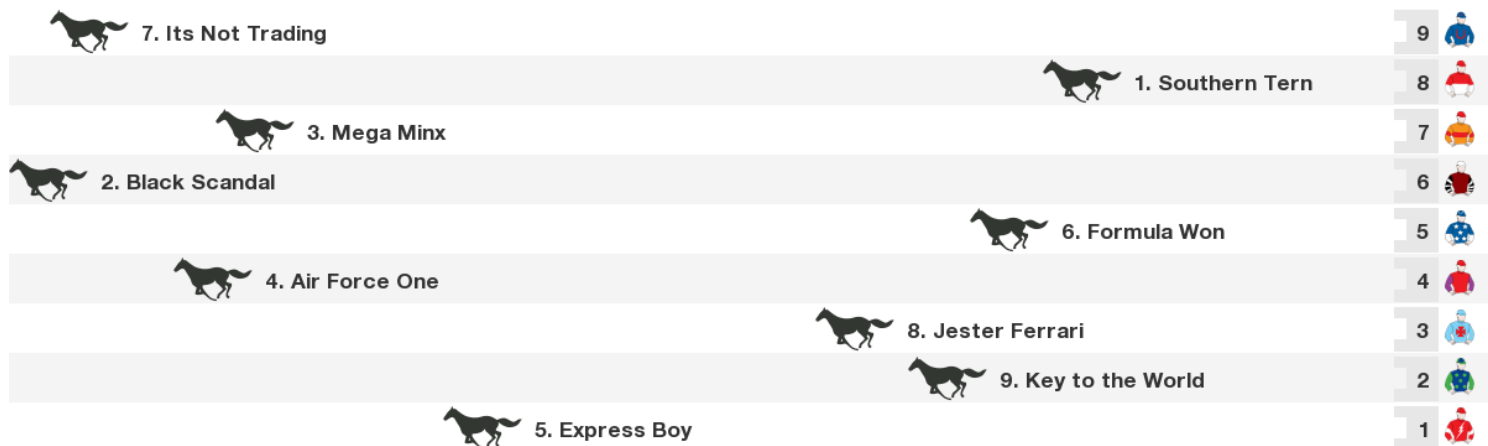 7. Its Not Trading 9
1. Southern Tern 8
3. Mega Minx 7
2. Black Scandal 6
6. Formula Won 5
4. Air Force One 4
8. Jester Ferrari 3
9. Key to the World 2
5. Express Boy 1